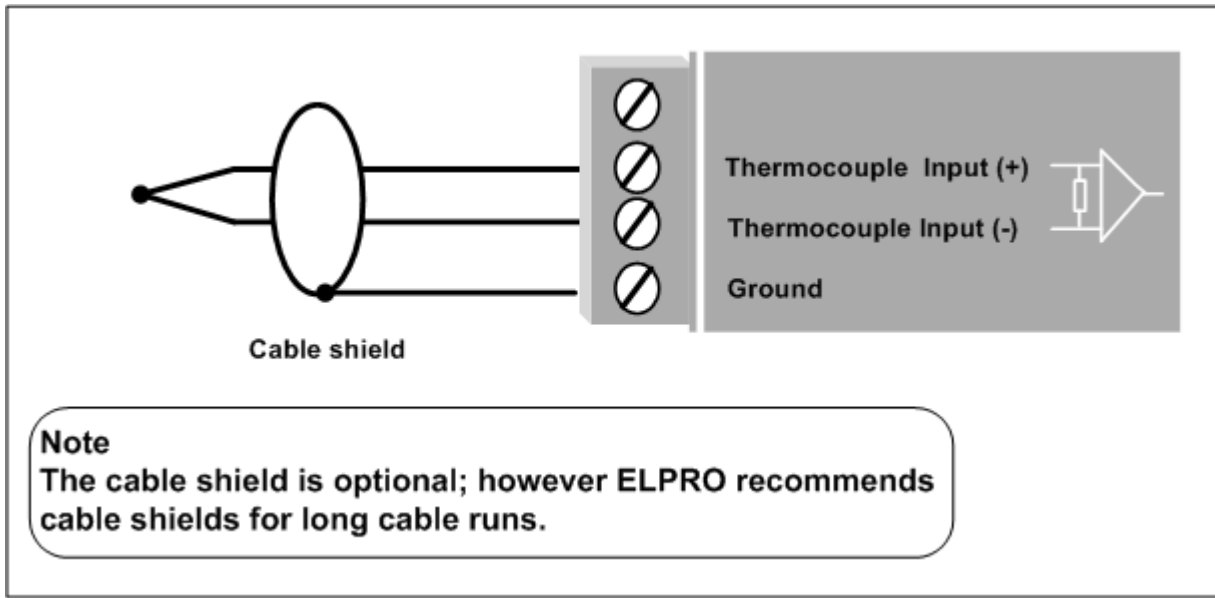 Thermocouple Input (+)
Thermocouple Input (-)
Ground
Cable shield
Note
The cable shield is optional; however ELPRO recommends
cable shields for long cable runs.